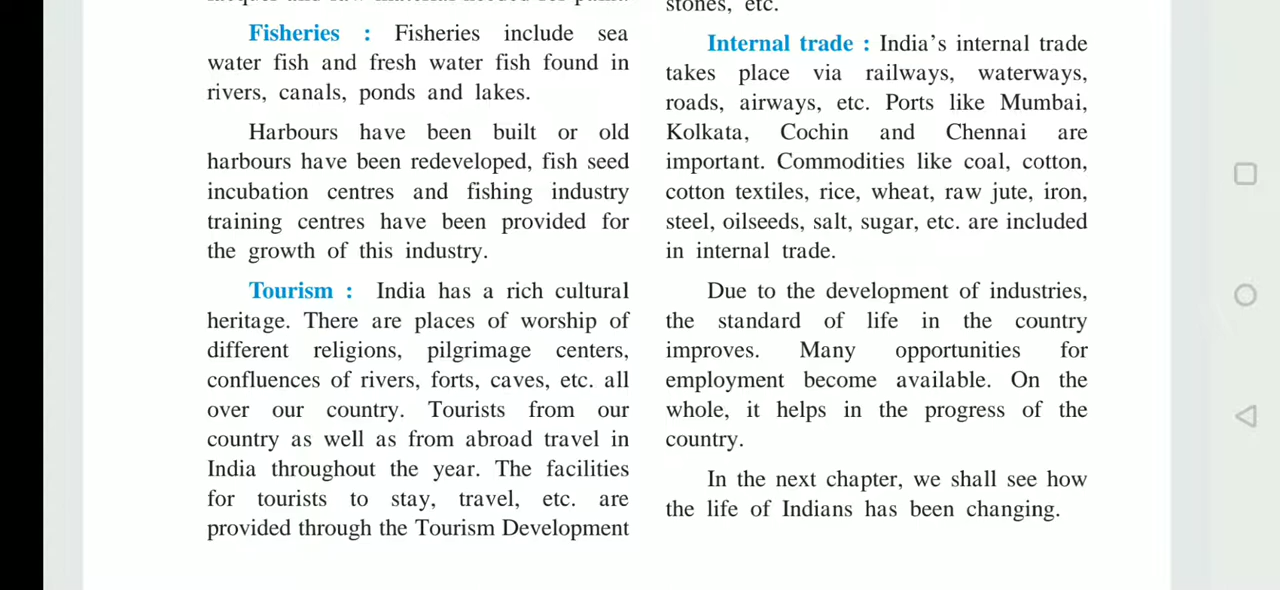 Fisheries : Fisheries include sea
water fish and fresh water fish found in
rivers, canals, ponds and lakes.
Harbours have been built or old
harbours have been redeveloped, fish seed
incubation centres and fishing industry
training centres have been provided for
the growth of this industry.
Tourism : India has a rich cultural
heritage. There are places of worship of
different religions, pilgrimage centers,
confluences of rivers, forts, caves, etc. all
over our country. Tourists from our
country as well as from abroad travel in
India throughout the year. The facilities
for tourists to stay, travel, etc. are
provided through the Tourism Development
stones, etc.
Internal trade : India's internal trade
takes place via railways, waterways,
roads, airways, etc. Ports like Mumbai,
Kolkata, Cochin and Chennai are
important. Commodities like coal, cotton,
cotton textiles, rice, wheat, raw jute, iron,
steel, oilseeds, salt, sugar, etc. are included
in internal trade.
Due to the development of industries,
the standard of life in the country
improves. Many opportunities for
employment become available. On the
whole, it helps in the progress of the
country.
In the next chapter, we shall see how
the life of Indians has been changing.